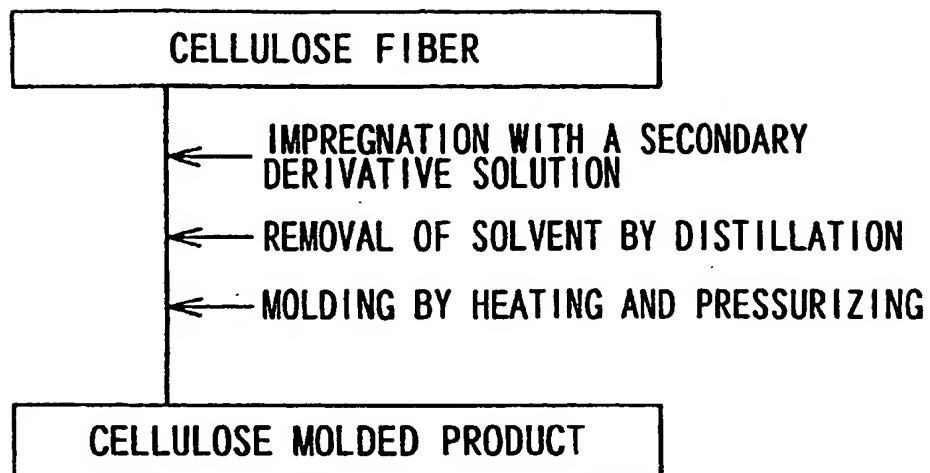 CELLULOSE FIBER
IMPREGNATION WITH A SECONDARY
DERIVATIVE SOLUTION
REMOVAL OF SOLVENT BY DISTILLATION
MOLDING BY HEATING AND PRESSURIZING
CELLULOSE MOLDED PRODUCT